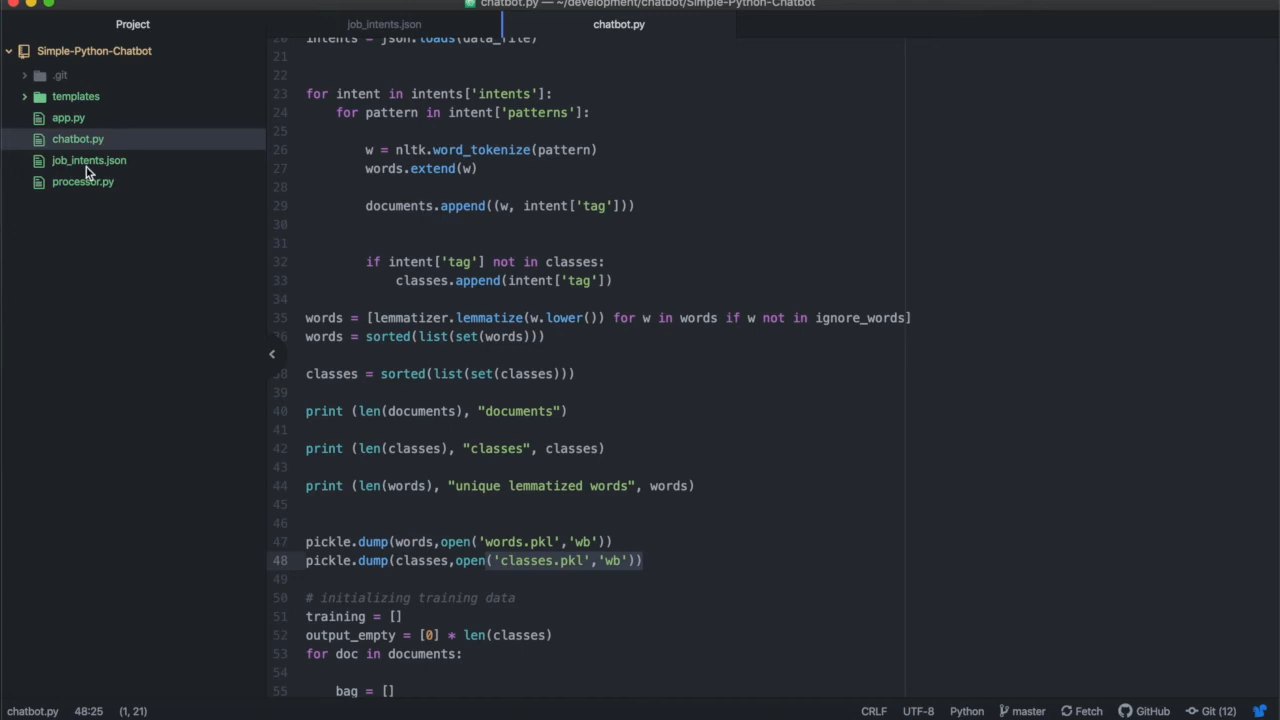 chatbot.py — ~/development/chatbot/Simple-Python-Chatbot
Project
job_intents.json
chatbot.py
Simple-Python-Chatbot
.git
templates
app.py
chatbot.py
job_intents.json
processor.py
20 intents = json.loads(data_file)
21
22
23 for intent in intents['intents']:
24 for pattern in intent['patterns']:
25
26 w = nltk.word_tokenize(pattern)
27 words.extend(w)
28
29 documents.append((w, intent['tag']))
30
31
32 if intent['tag'] not in classes:
33 classes.append(intent['tag'])
34
35 words = [lemmatizer.lemmatize(w.lower()) for w in words if w not in ignore_words]
36 words = sorted(list(set(words)))
38 classes = sorted(list(set(classes)))
39
40 print (len(documents), "documents")
41
42 print (len(classes), "classes", classes)
43
44 print (len(words), "unique lemmatized words", words)
45
46
47 pickle.dump(words,open('words.pkl','wb'))
48 pickle.dump(classes,open('classes.pkl','wb'))
49
50 # initializing training data
51 training = []
52 output_empty = [0] * len(classes)
53 for doc in documents:
54
55 bag = []
chatbot.py 48:25 (1, 21) CRLF UTF-8 Python master Fetch GitHub Git (12)